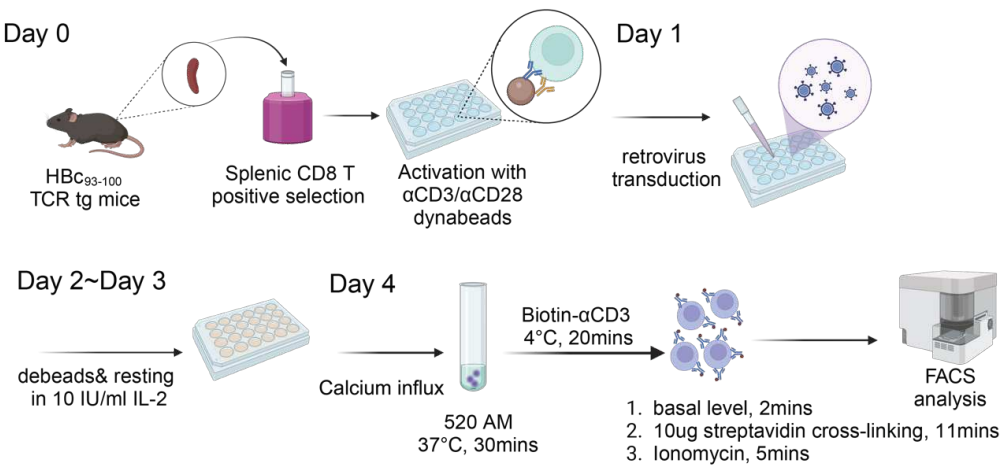 Day 0
Day 1
HBc93-100
TCR tg mice
Splenic CD8 T
positive selection
Activation with
αCD3/αCD28
dynabeads
retrovirus
transduction
Day 2~Day 3
Day 4
debeads& resting
in 10 IU/ml IL-2
Calcium influx
520 AM
37°C, 30mins
Biotin-αCD3
4°C, 20mins
1. basal level, 2mins
2. 10ug streptavidin cross-linking, 11mins
3. Ionomycin, 5mins
FACS
analysis